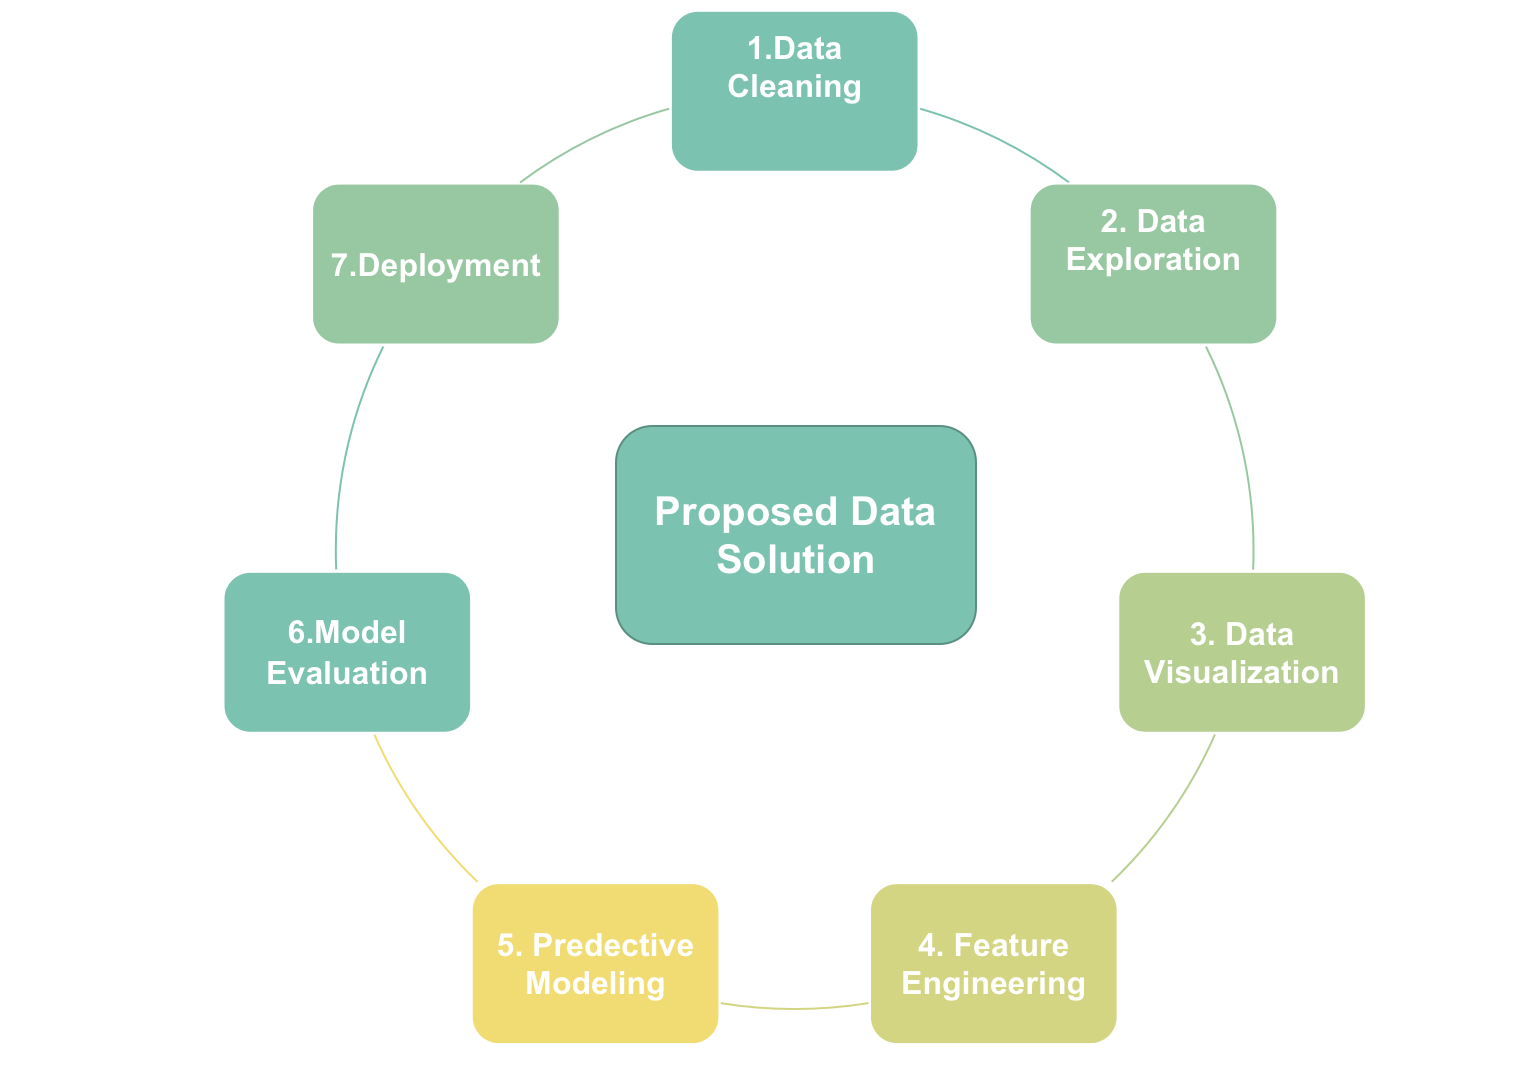 1.Data
Cleaning
2. Data
Exploration
3. Data
Visualization
4. Feature
Engineering
5. Predective
Modeling
6.Model
Evaluation
7.Deployment
Proposed Data
Solution